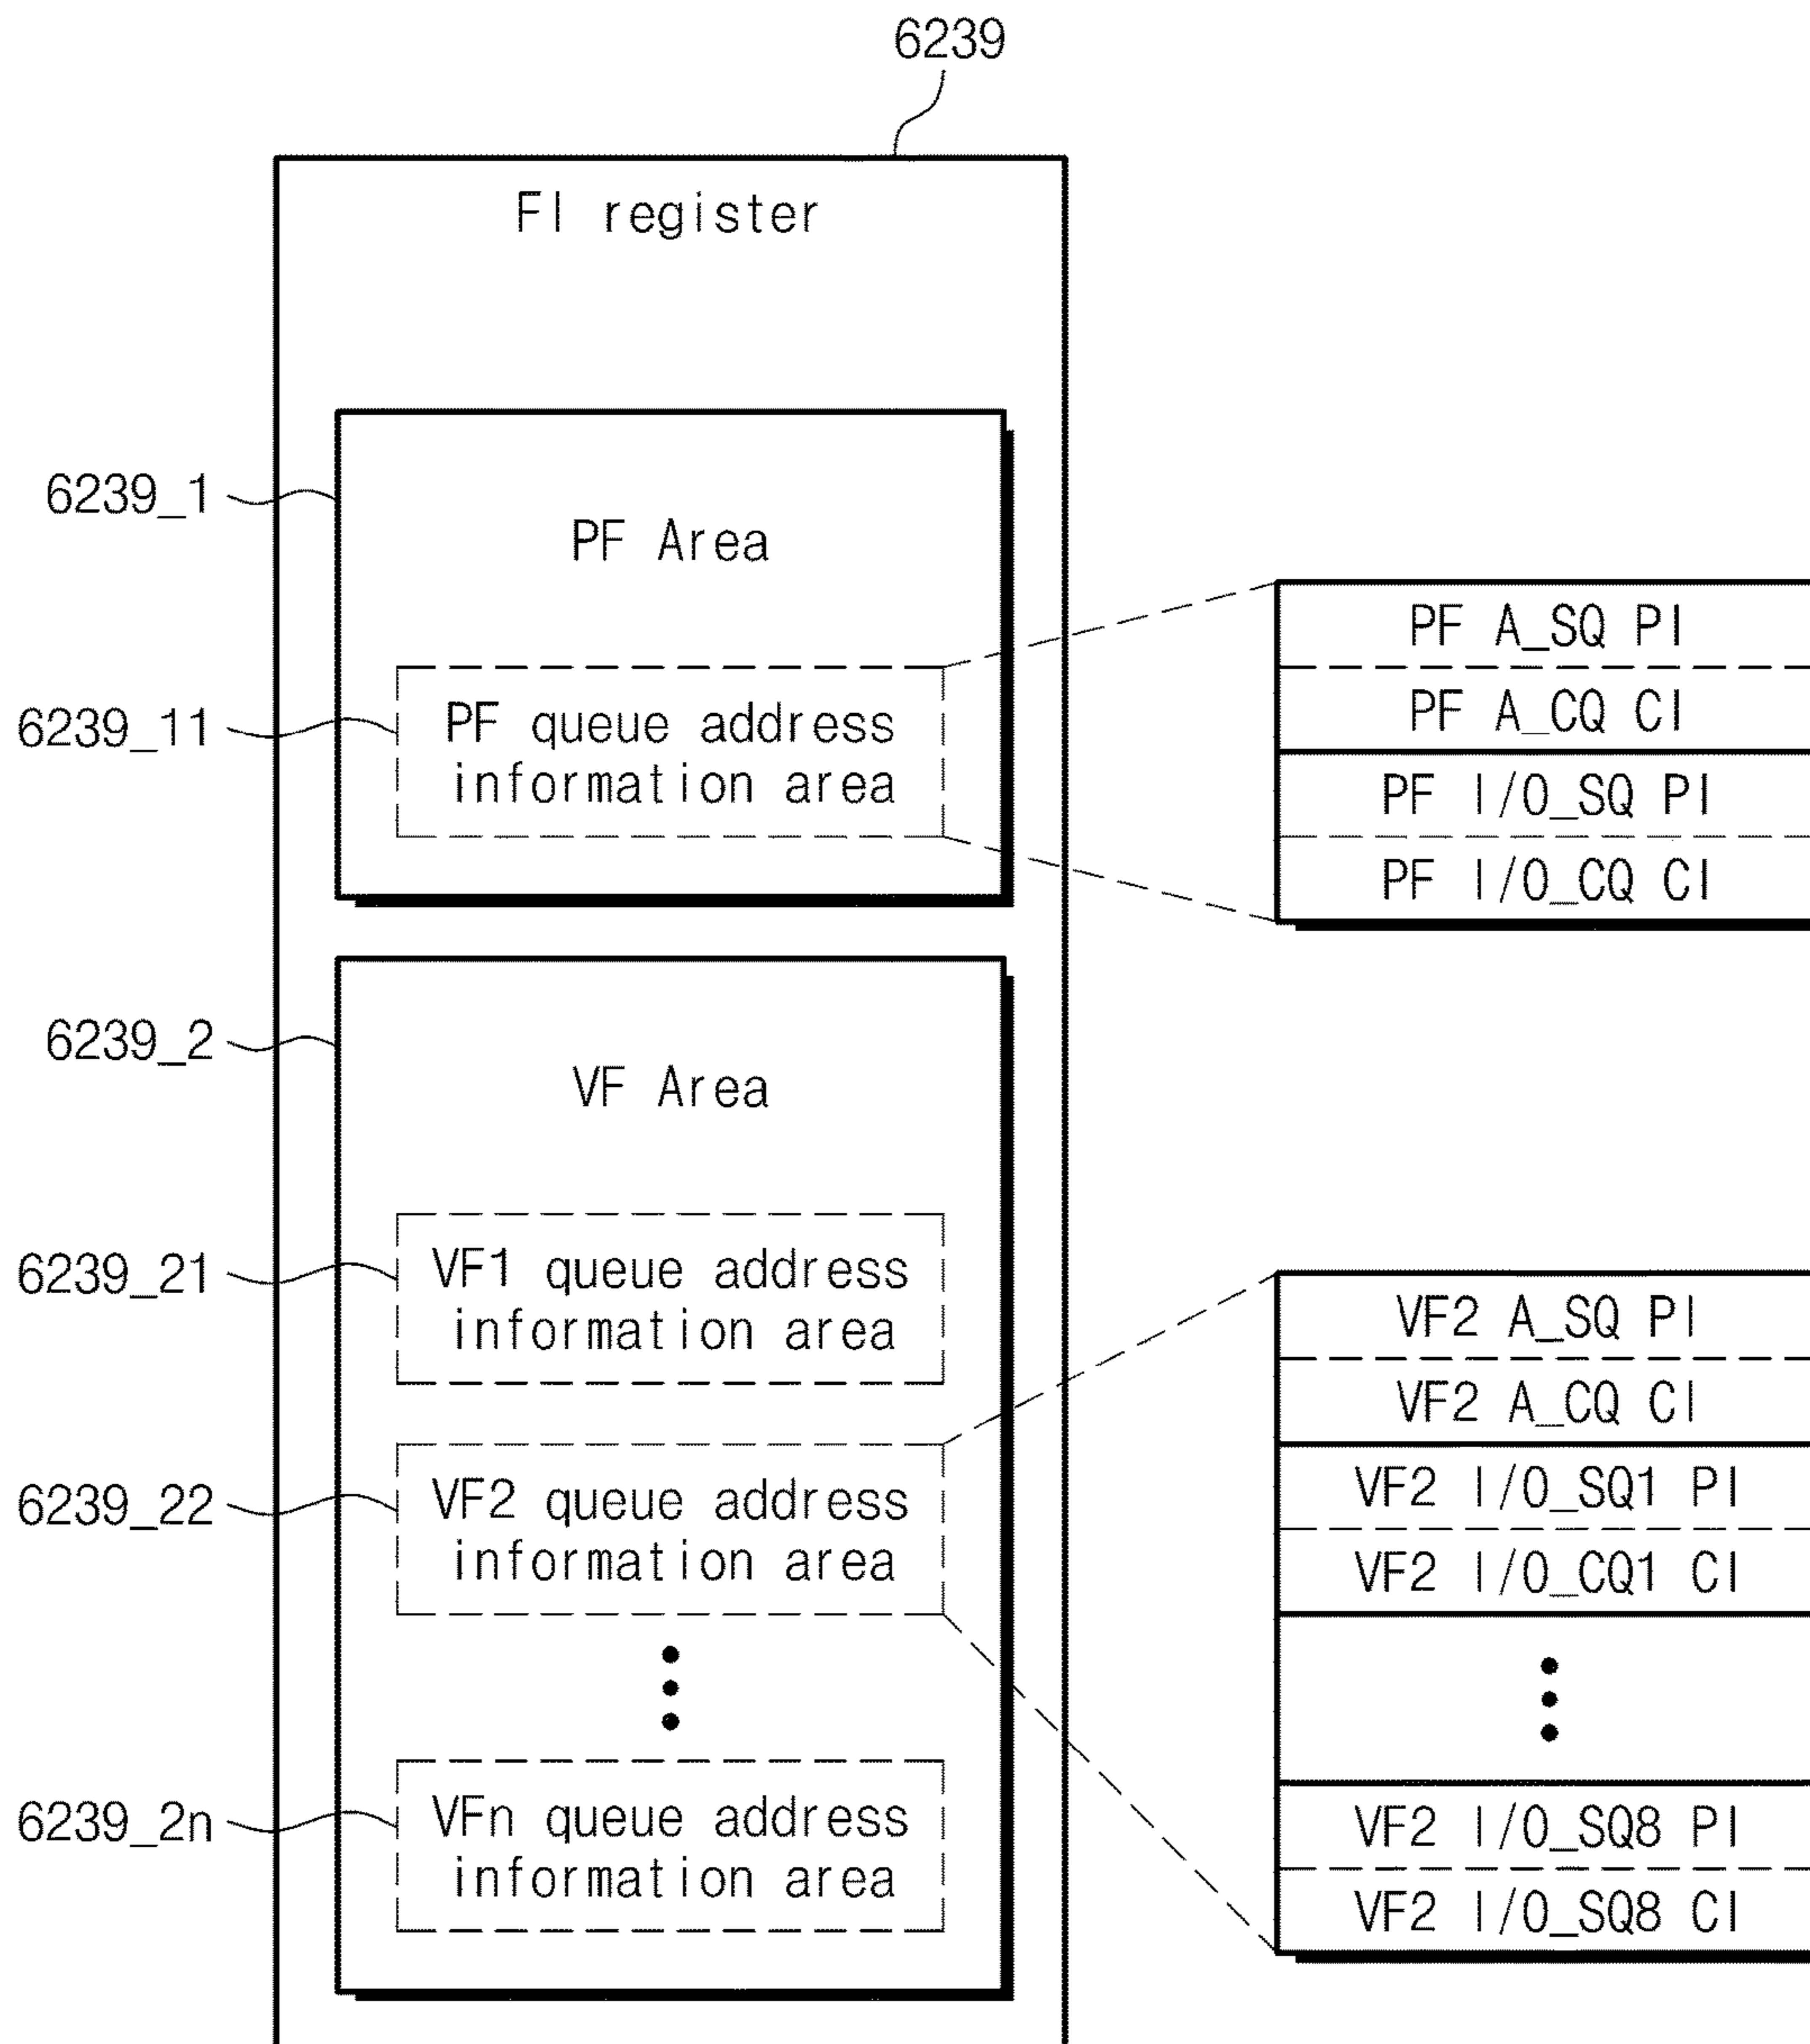 6239
FI register
6239_1
PF Area
6239_11
PF queue address
information area
PF A_SQ PI
PF A_CQ CI
PF I/O_SQ PI
PF I/O_CQ CI
6239_2
VF Area
6239_21
VF1 queue address
information area
6239_22
VF2 queue address
information area
6239_2n
VFn queue address
information area
VF2 A_SQ PI
VF2 A_CQ CI
VF2 I/O_SQ1 PI
VF2 I/O_CQ1 CI
VF2 I/O_SQ8 PI
VF2 I/O_SQ8 CI